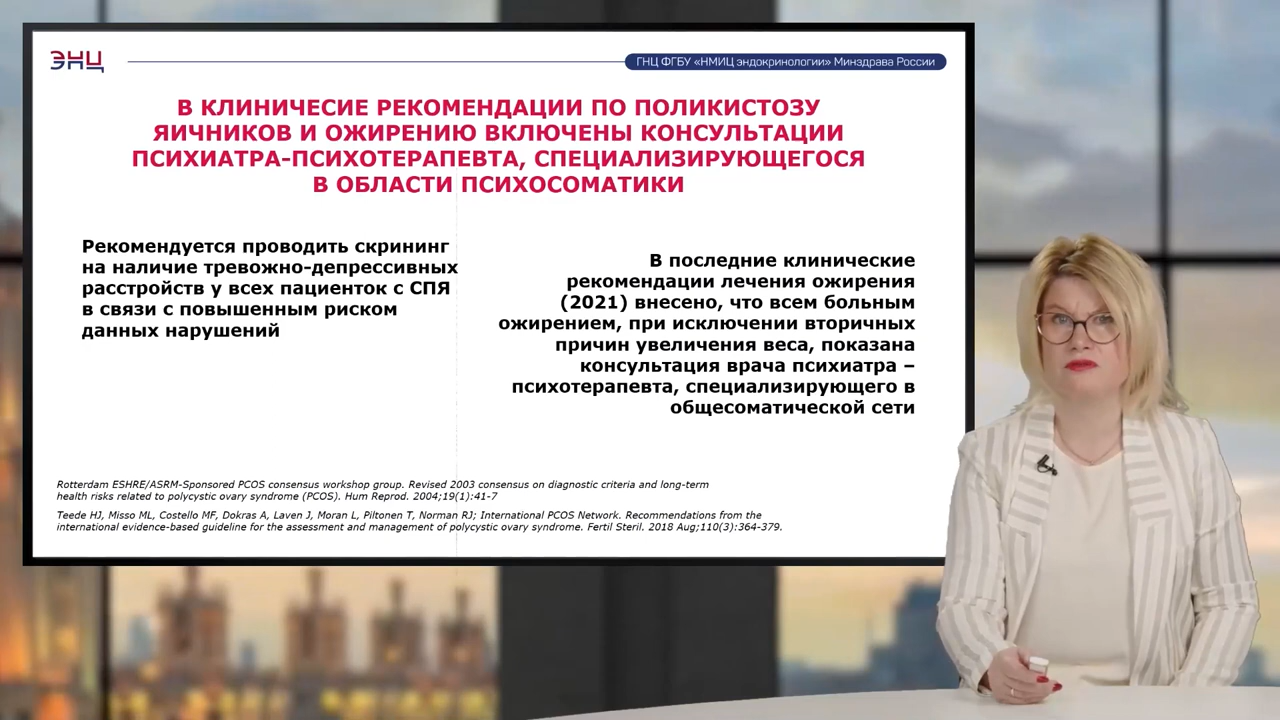 ЭНЦ
ГНЦ ФГБУ «НМИЦ эндокринологии» Минздрава России
В КЛИНИЧЕСИЕ РЕКОМЕНДАЦИИ ПО ПОЛИКИСТОЗУ
ЯИЧНИКОВ И ОЖИРЕНИЮ ВКЛЮЧЕНЫ КОНСУЛЬТАЦИИ
ПСИХИАТРА-ПСИХОТЕРАПЕВТА, СПЕЦИАЛИЗИРУЮЩЕГОСЯ
В ОБЛАСТИ ПСИХОСОМАТИКИ
Рекомендуется проводить скрининг
на наличие тревожно-депрессивных
расстройств у всех пациенток с СПЯ
в связи с повышенным риском
данных нарушений
В последние клинические
рекомендации лечения ожирения
(2021) внесено, что всем больным
ожирением, при исключении вторичных
причин увеличения веса, показана
консультация врача психиатра –
психотерапевта, специализирующего в
общесоматической сети
Rotterdam ESHRE/ASRM-Sponsored PCOS consensus workshop group. Revised 2003 consensus on diagnostic criteria and long-term
health risks related to polycystic ovary syndrome (PCOS). Hum Reprod. 2004;19(1):41-7
Teede HJ, Misso ML, Costello MF, Dokras A, Laven J, Moran L, Piltonen T, Norman RJ; International PCOS Network. Recommendations from the
international evidence-based guideline for the assessment and management of polycystic ovary syndrome. Fertil Steril. 2018 Aug;110(3):364-379.